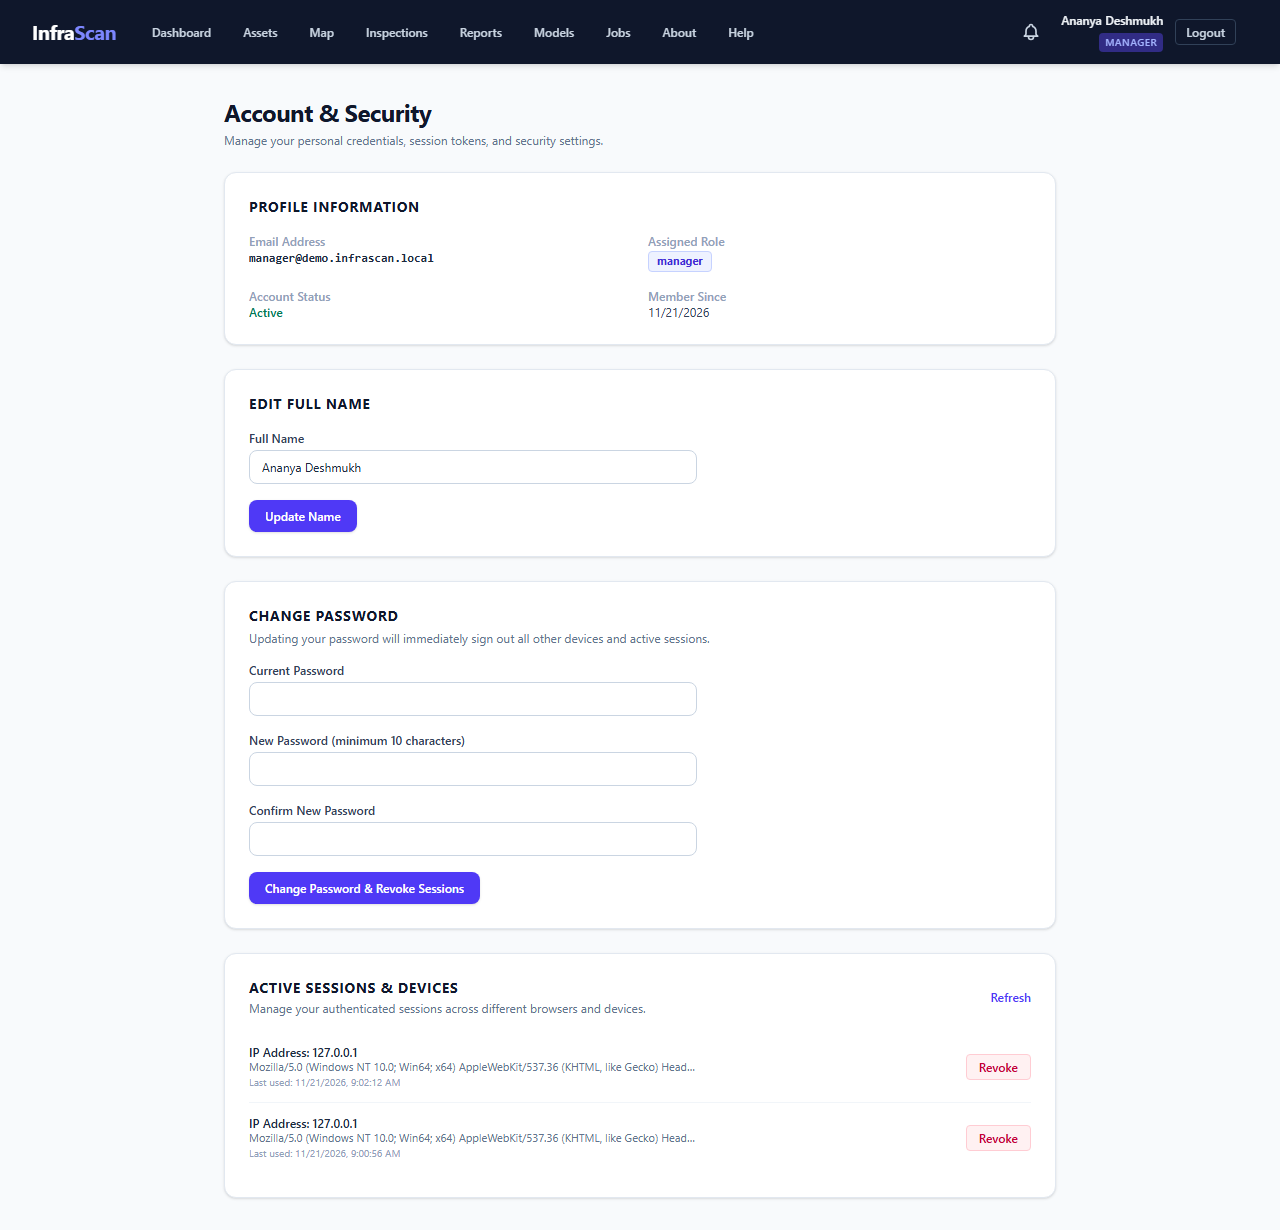 InfraScan
Dashboard
Assets
Map
Inspections
Reports
Models
Jobs
About
Help
Ananya Deshmukh
MANAGER
Logout
Account & Security
Manage your personal credentials, session tokens, and security settings.
PROFILE INFORMATION
Email Address
manager@demo.infrascan.local
Assigned Role
manager
Account Status
Active
Member Since
11/21/2026
EDIT FULL NAME
Full Name
Ananya Deshmukh
Update Name
CHANGE PASSWORD
Updating your password will immediately sign out all other devices and active sessions.
Current Password
New Password (minimum 10 characters)
Confirm New Password
Change Password & Revoke Sessions
ACTIVE SESSIONS & DEVICES
Manage your authenticated sessions across different browsers and devices.
Refresh
IP Address: 127.0.0.1
Mozilla/5.0 (Windows NT 10.0; Win64; x64) AppleWebKit/537.36 (KHTML, like Gecko) Head...
Last used: 11/21/2026, 9:02:12 AM
Revoke
IP Address: 127.0.0.1
Mozilla/5.0 (Windows NT 10.0; Win64; x64) AppleWebKit/537.36 (KHTML, like Gecko) Head...
Last used: 11/21/2026, 9:00:56 AM
Revoke